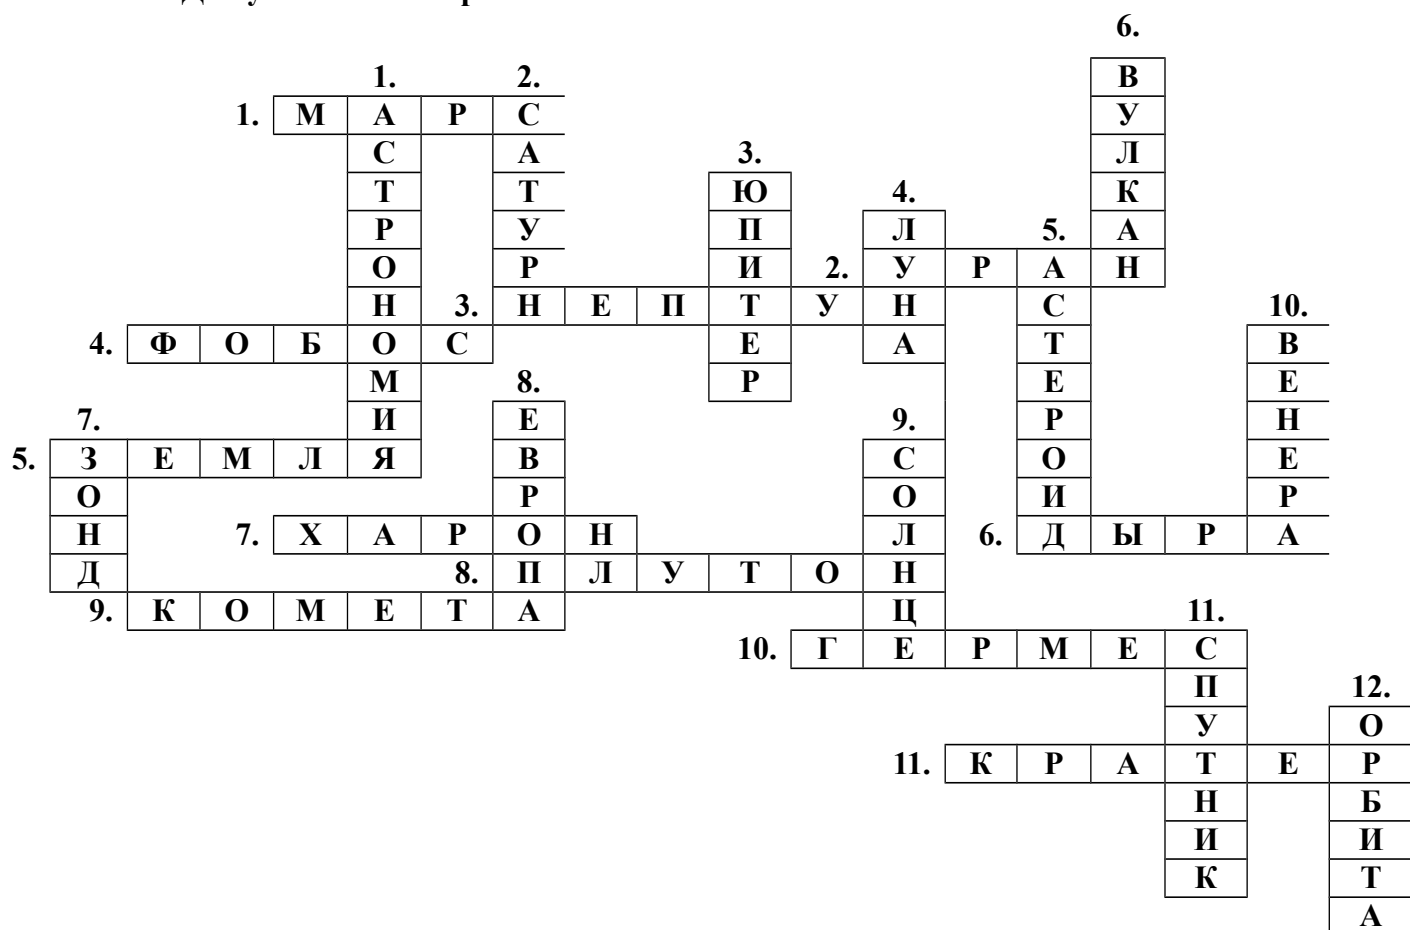 6.
1. 2. В
1. М А Р С У
С А 3. Л
Т Т Ю 4. К
Р У П Л 5. А
О Р И 2. У Р А Н
Н 3. Н Е П Т У Н С 10.
4. Ф О Б О С Е А Т В
М 8. Р Е Е
7. И Е 9. Р Н
5. З Е М Л Я В С О Е
О Р О И Р
Н 7. Х А Р О Н Л 6. Д Ы Р А
Д 8. П Л У Т О Н
9. К О М Е Т А Ц 11.
10. Г Е Р М Е С
П 12.
У О
11. К Р А Т Е Р
Н Б
И И
К Т
А